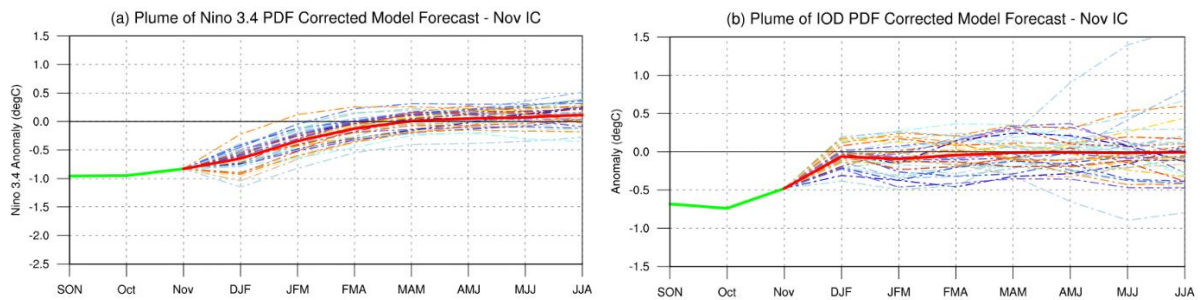 (a) Plume of Nino 3.4 PDF Corrected Model Forecast - Nov IC
Nino 3.4 Anomaly (degC)
1.5
1.0
0.5
0.0
-0.5
-1.0
-1.5
-2.0
-2.5
SON Oct Nov DJF JFM FMA MAM AMJ MJJ JJA
(b) Plume of IOD PDF Corrected Model Forecast - Nov IC
Anomaly (degC)
1.5
1.0
0.5
0.0
-0.5
-1.0
-1.5
SON Oct Nov DJF JFM FMA MAM AMJ MJJ JJA